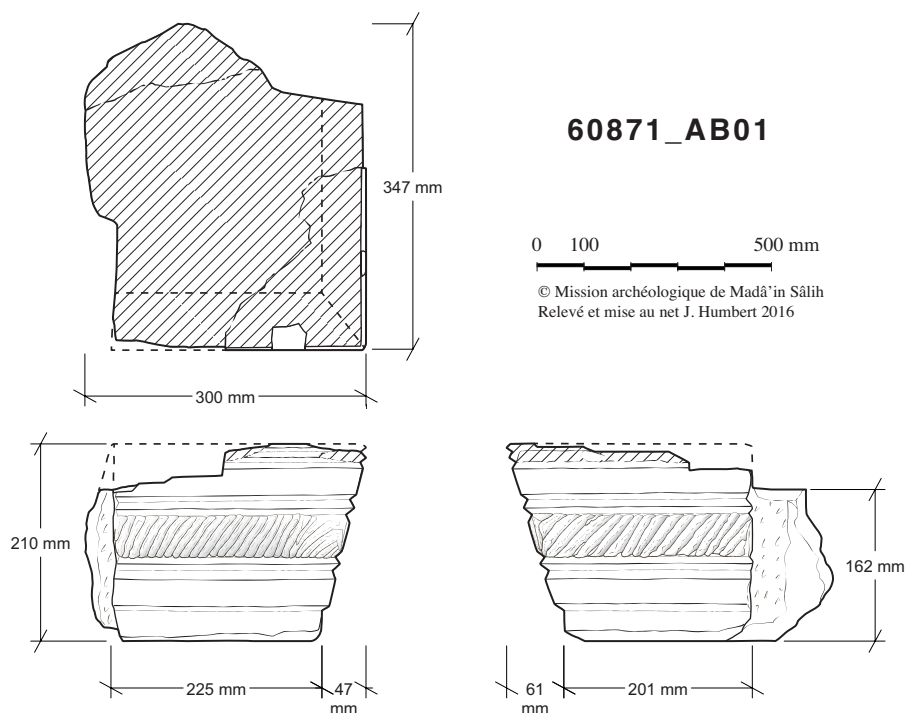 60871_AB01
347 mm
0 100 500 mm
© Mission archéologique de Madâ’in Sâlih
Relevé et mise au net J. Humbert 2016
300 mm
210 mm
162 mm
225 mm
47 mm
61 mm
201 mm